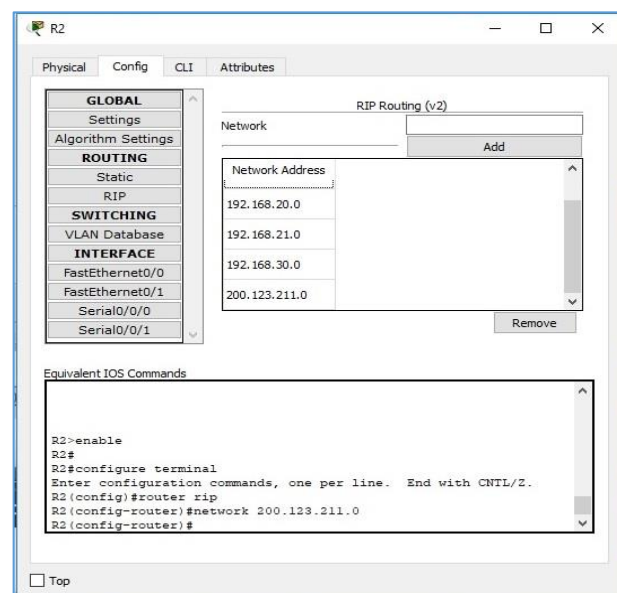 R2
Physical Config CLI Attributes
GLOBAL
Settings
Algorithm Settings
ROUTING
Static
RIP
SWITCHING
VLAN Database
INTERFACE
FastEthernet0/0
FastEthernet0/1
Serial0/0/0
Serial0/0/1
RIP Routing (v2)
Network
Add
Network Address
192.168.20.0
192.168.21.0
192.168.30.0
200.123.211.0
Remove
Equivalent IOS Commands
R2>enable
R2#
R2#configure terminal
Enter configuration commands, one per line. End with CNTL/Z.
R2(config)#router rip
R2(config-router)#network 200.123.211.0
R2(config-router)#
Top